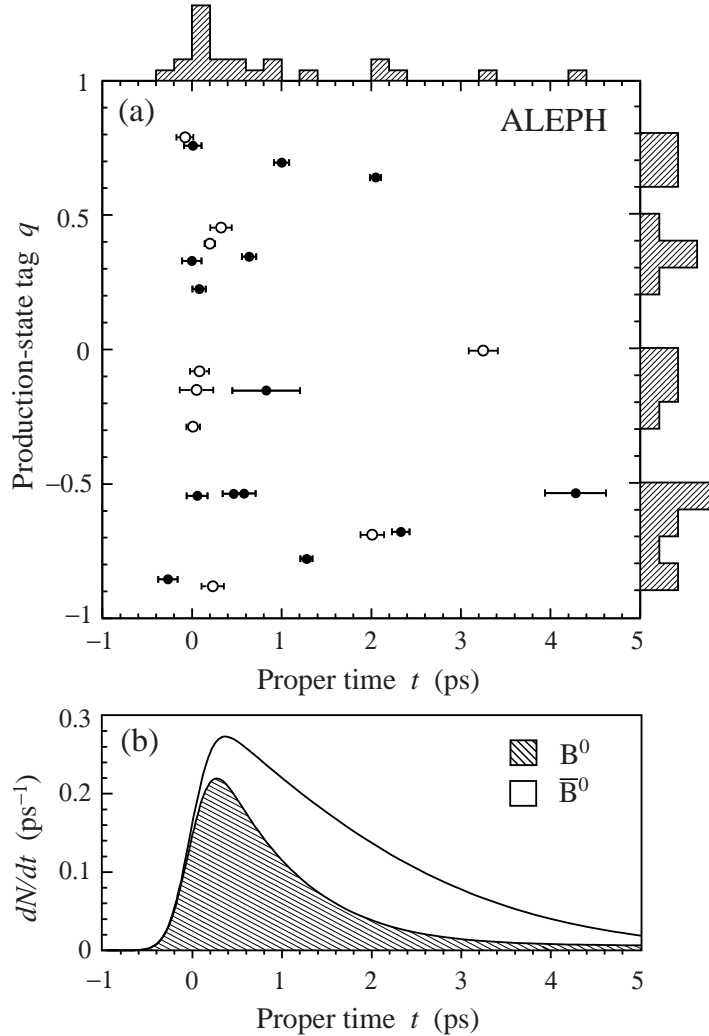 1
(a)
ALEPH
0.5
0
−0.5
−1
Production-state tag q
−1 0 1 2 3 4 5
Proper time t (ps)
0.3
(b)
B⁰
B̅⁰
0.2
0.1
0
dN/dt (ps⁻¹)
−1 0 1 2 3 4 5
Proper time t (ps)